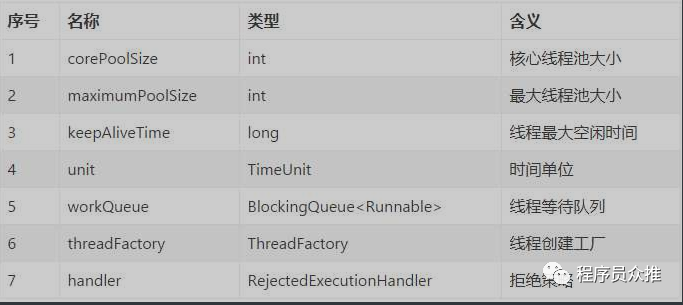 序号 名称 类型 含义
1 corePoolSize int 核心线程池大小
2 maximumPoolSize int 最大线程池大小
3 keepAliveTime long 线程最大空闲时间
4 unit TimeUnit 时间单位
5 workQueue BlockingQueue<Runnable> 线程等待队列
6 threadFactory ThreadFactory 线程创建工厂
7 handler RejectedExecutionHandler 拒绝策略
程序员众推